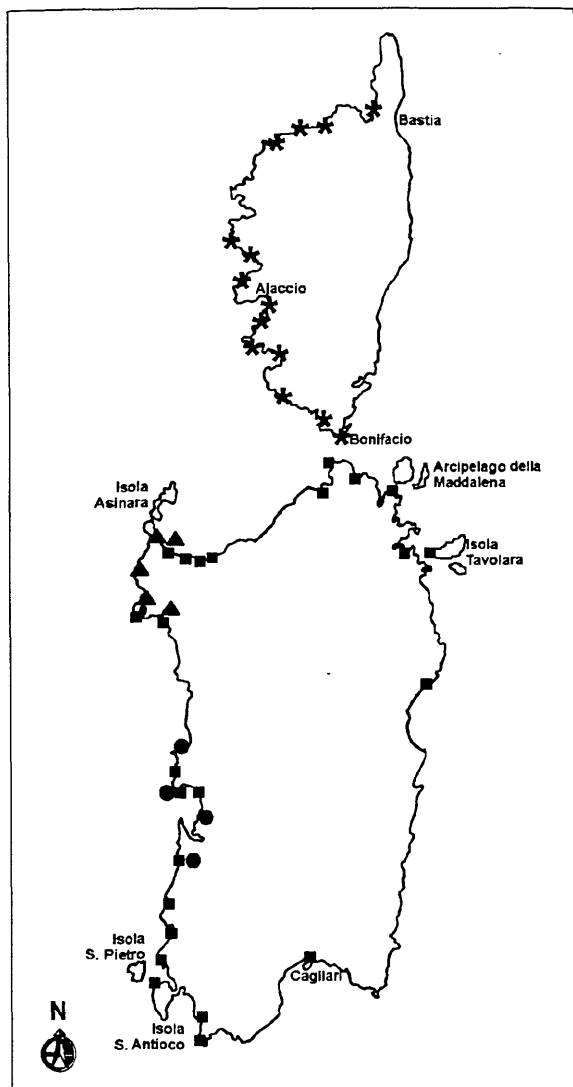 Bastia
Ajaccio
Bonifacio
Arcipelago della
Maddalena
Isola
Asinara
Isola
Tavolara
Isola
S. Pietro
Cagliari
Isola
S. Antioco
N